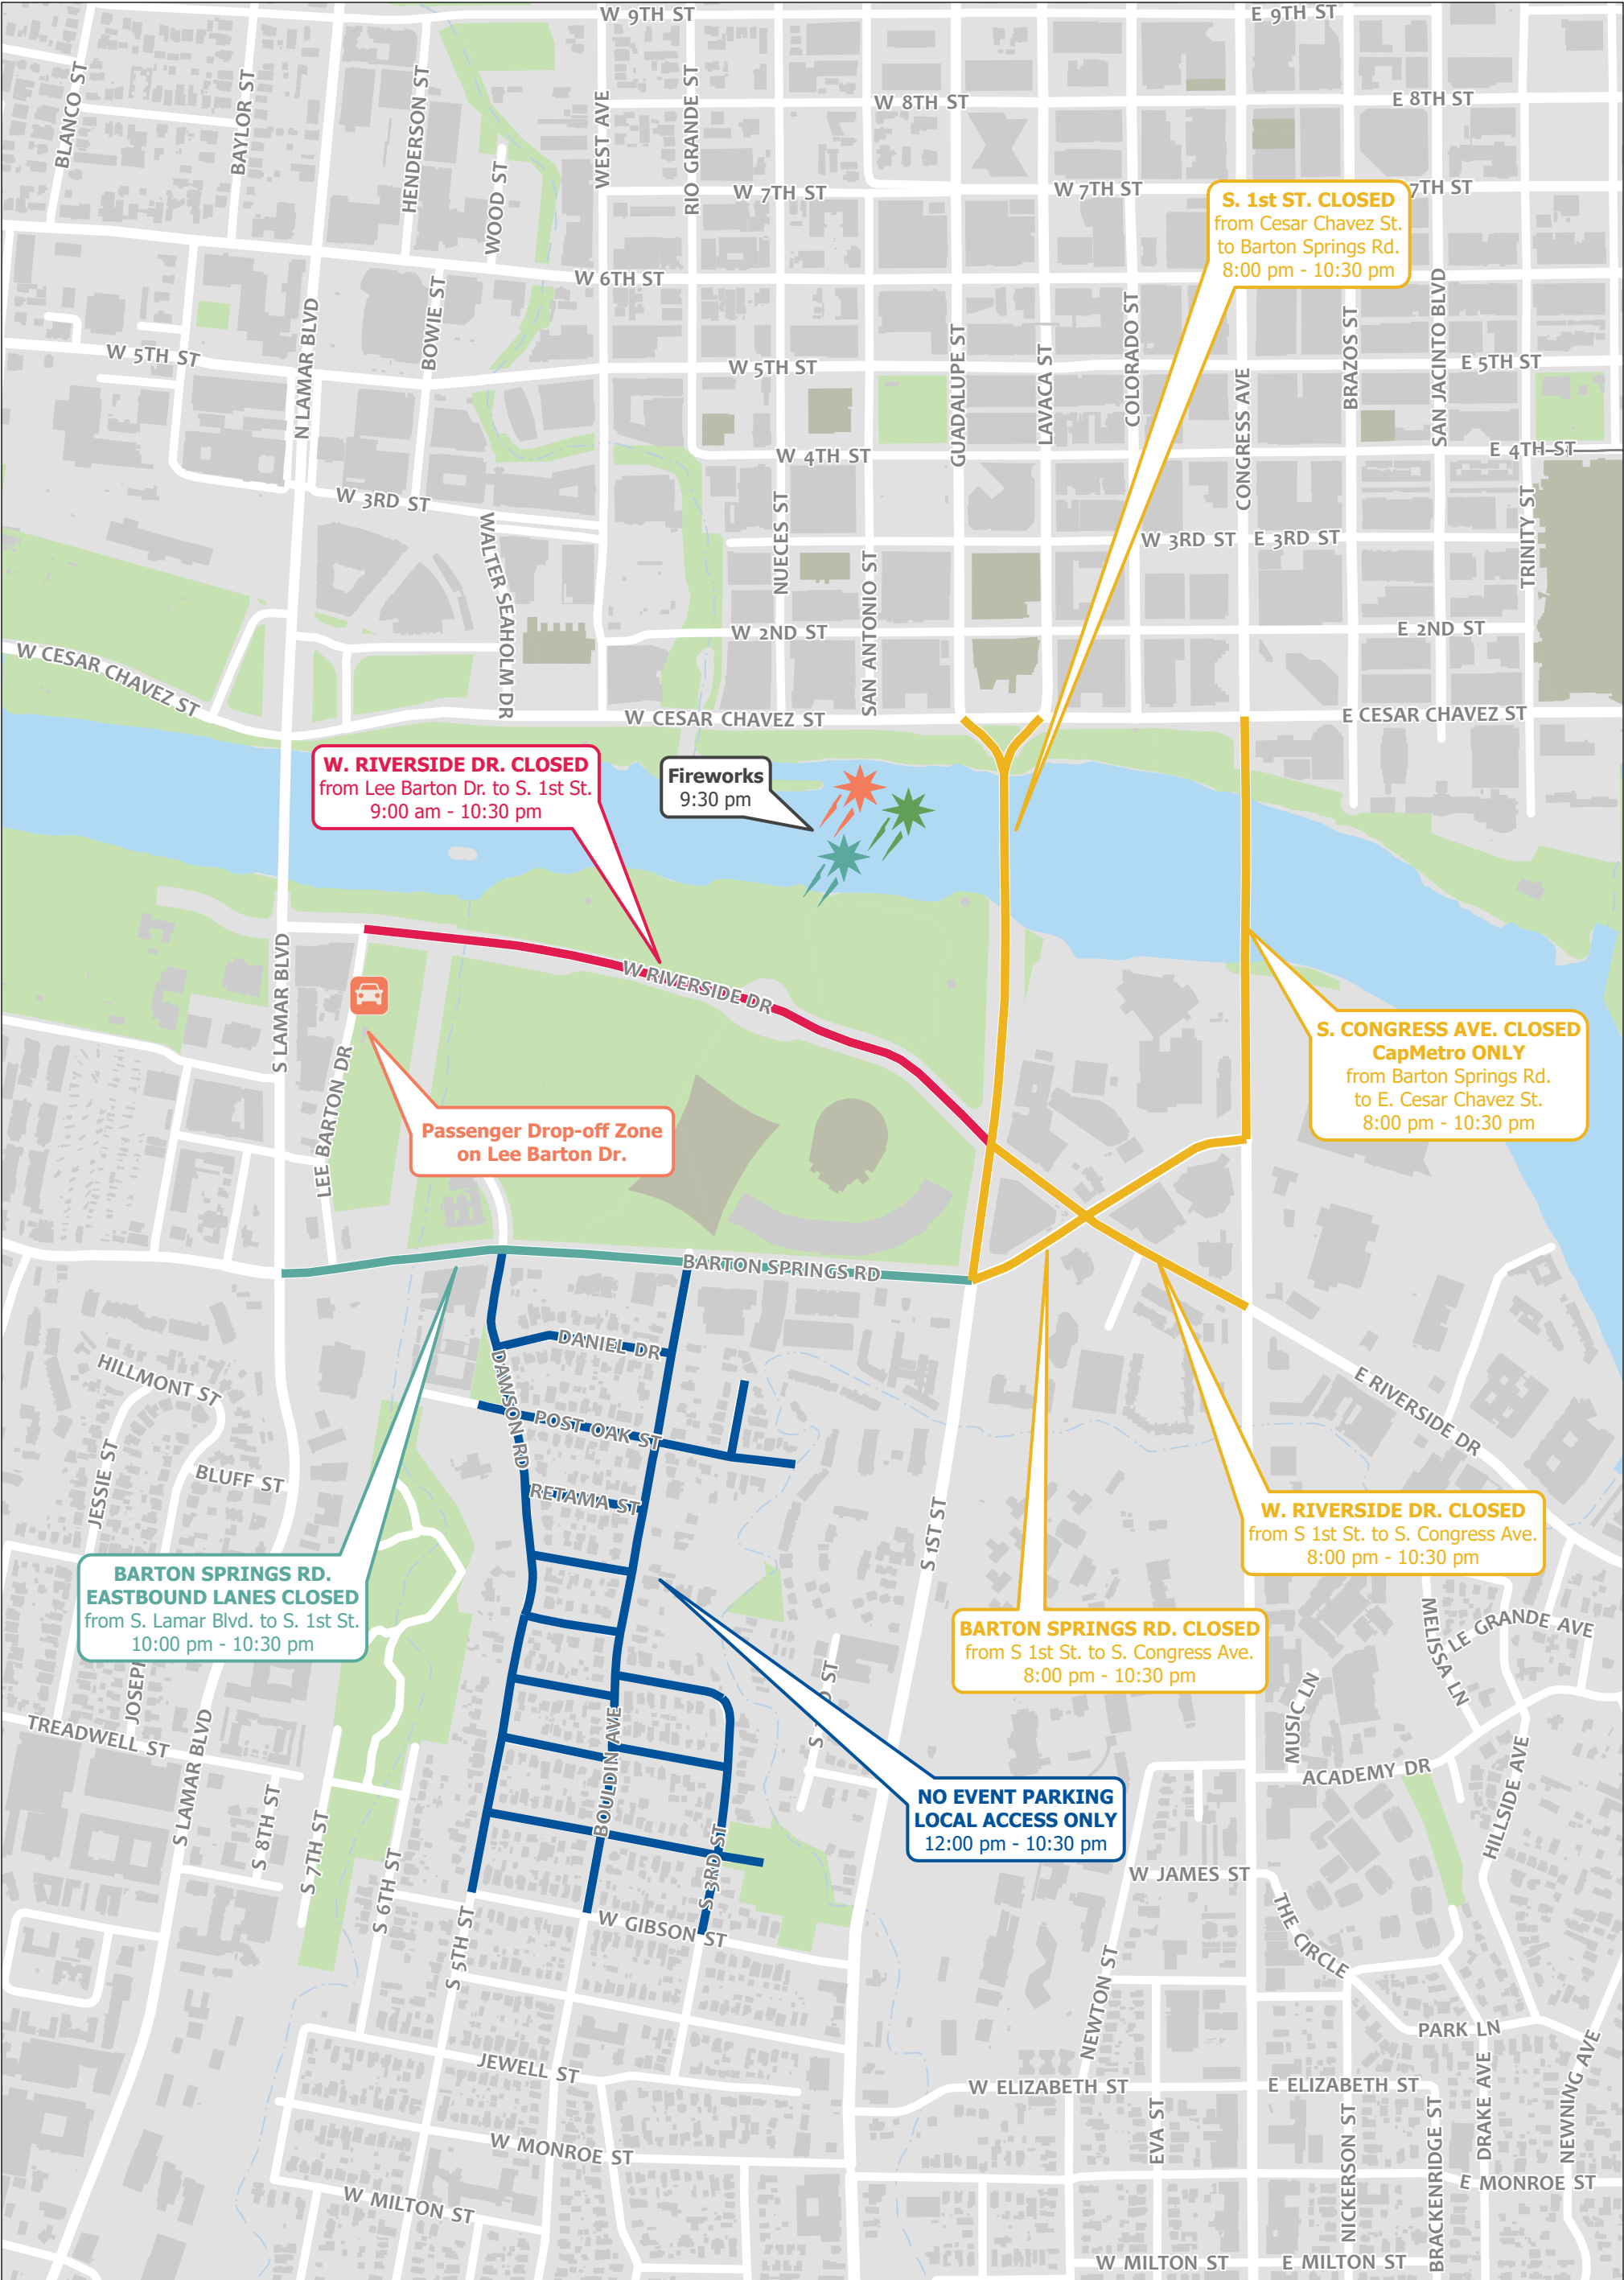 W 9TH ST
E 9TH ST
BLANCO ST
BAYLOR ST
HENDERSON ST
WOOD ST
WEST AVE
RIO GRANDE ST
W 8TH ST
E 8TH ST
W 7TH ST
W 7TH ST
7TH ST
S. 1st ST. CLOSED
from Cesar Chavez St.
to Barton Springs Rd.
8:00 pm - 10:30 pm
W 6TH ST
BOWIE ST
N LAMAR BLVD
W 5TH ST
W 5TH ST
E 5TH ST
GUADALUPE ST
LAVACA ST
COLORADO ST
CONGRESS AVE
BRAZOS ST
SAN JACINTO BLVD
W 4TH ST
E 4TH ST
W 3RD ST
WALTER SEAHOLM DR
NUECES ST
SAN ANTONIO ST
W 3RD ST
E 3RD ST
TRINITY ST
W 2ND ST
E 2ND ST
W CESAR CHAVEZ ST
W CESAR CHAVEZ ST
E CESAR CHAVEZ ST
W. RIVERSIDE DR. CLOSED
from Lee Barton Dr. to S. 1st St.
9:00 am - 10:30 pm
Fireworks
9:30 pm
S LAMAR BLVD
W RIVERSIDE DR
LEE BARTON DR
S. CONGRESS AVE. CLOSED
CapMetro ONLY
from Barton Springs Rd.
to E. Cesar Chavez St.
8:00 pm - 10:30 pm
Passenger Drop-off Zone
on Lee Barton Dr.
BARTON SPRINGS RD
DANIEL DR
DAWSON RD
POST OAK ST
RETAMA ST
HILLMONT ST
JESSIE ST
BLUFF ST
E RIVERSIDE DR
S 1ST ST
W. RIVERSIDE DR. CLOSED
from S 1st St. to S. Congress Ave.
8:00 pm - 10:30 pm
BARTON SPRINGS RD.
EASTBOUND LANES CLOSED
from S. Lamar Blvd. to S. 1st St.
10:00 pm - 10:30 pm
BARTON SPRINGS RD. CLOSED
from S 1st St. to S. Congress Ave.
8:00 pm - 10:30 pm
MELISSA LN
LE GRANDE AVE
MUSIC LN
TREADWELL ST
S LAMAR BLVD
S 8TH ST
S 7TH ST
S 6TH ST
S 5TH ST
BOULDIN AVE
S 3RD ST
NO EVENT PARKING
LOCAL ACCESS ONLY
12:00 pm - 10:30 pm
ACADEMY DR
HILLSIDE AVE
W JAMES ST
THE CIRCLE
W GIBSON ST
NEWTON ST
PARK LN
JEWELL ST
W ELIZABETH ST
E ELIZABETH ST
EVA ST
NICKERSON ST
BRACKENRIDGE ST
DRAKE AVE
NEWNING AVE
W MONROE ST
E MONROE ST
W MILTON ST
W MILTON ST
E MILTON ST